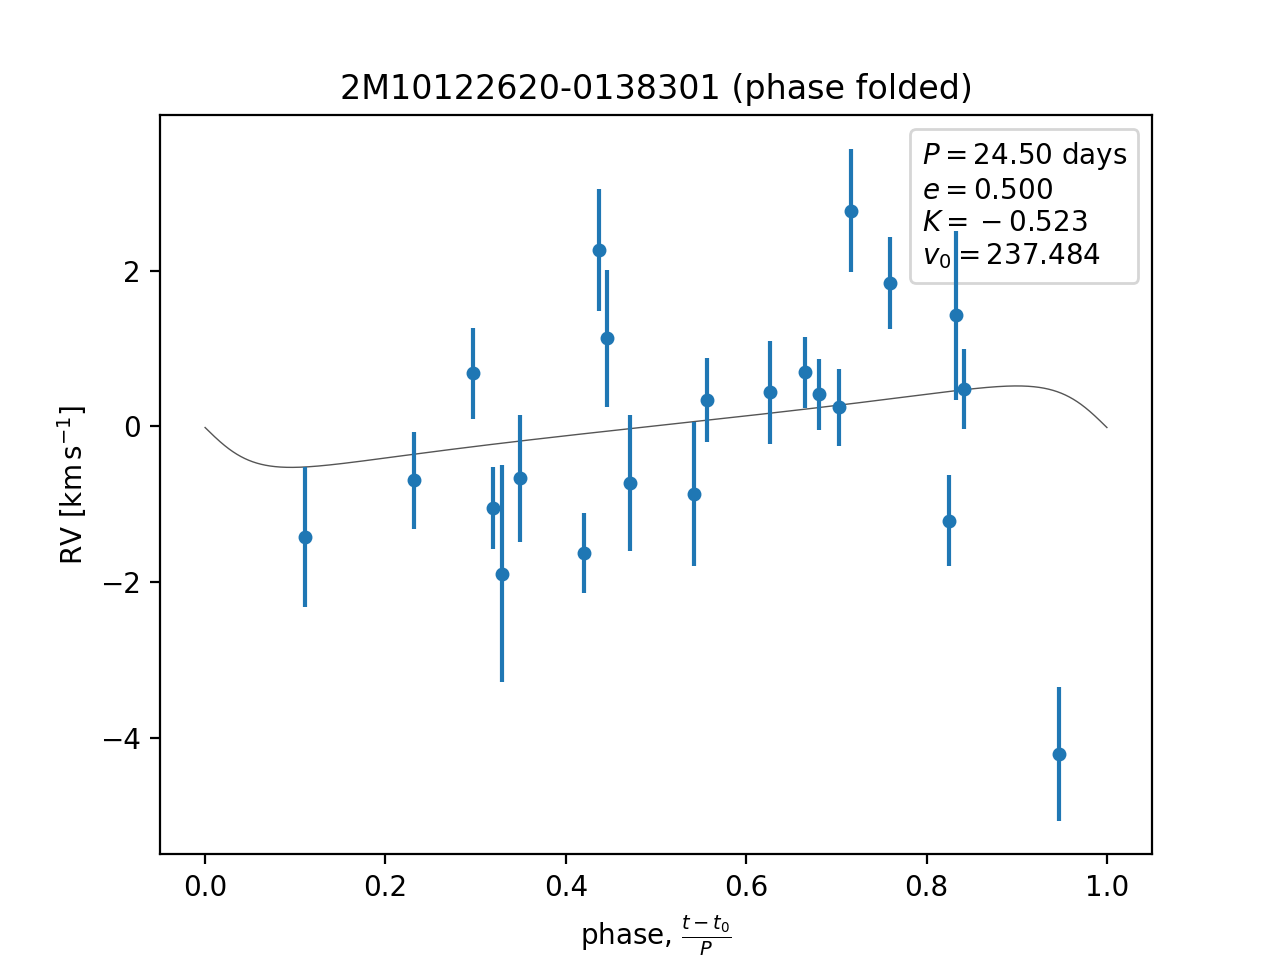 2M10122620-0138301 (phase folded)
P = 24.50 days
e = 0.500
K = −0.523
v₀ = 237.484
RV [km s⁻¹]
2
0
−2
−4
0.0 0.2 0.4 0.6 0.8 1.0
phase, (t − t₀)/P